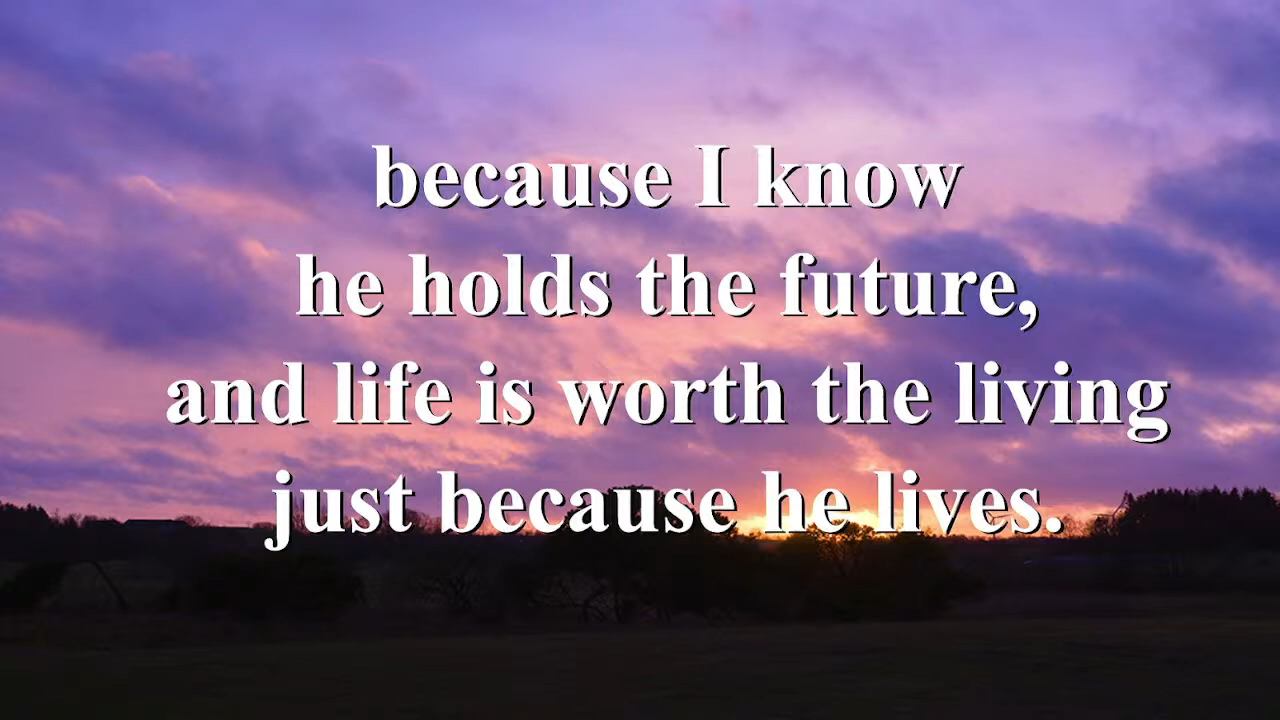 because I know
he holds the future,
and life is worth the living
just because he lives.